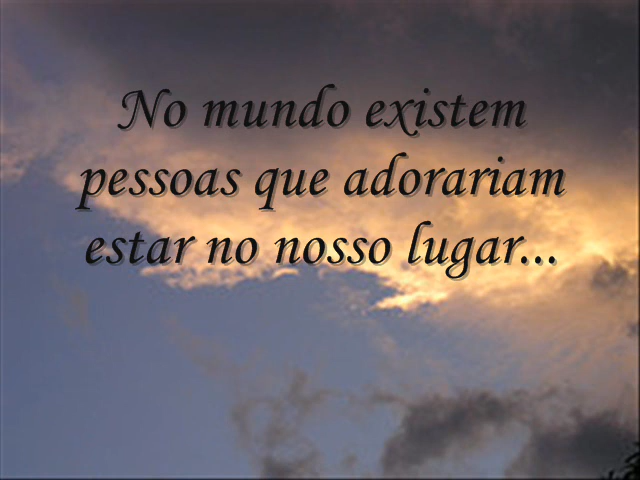 No mundo existem
pessoas que adorariam
estar no nosso lugar...